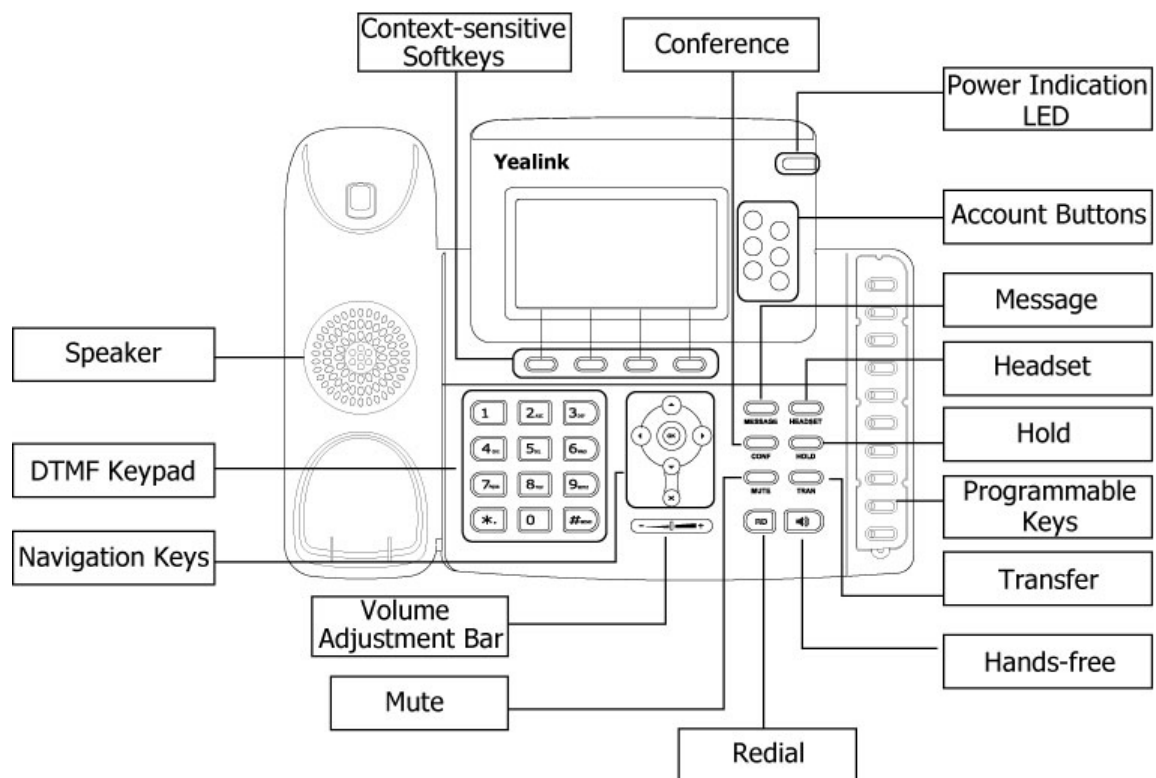 Context-sensitive
Softkeys
Conference
Power Indication
LED
Yealink
Account Buttons
Message
Speaker
Headset
MESSAGE HEADSET
1 2ABC 3DEF
OK
Hold
CONF HOLD
DTMF Keypad
4 5 6
MUTE TRAN
7 8 9
Programmable
Keys
*. 0 #
- +
RD
Navigation Keys
Transfer
Volume
Adjustment Bar
Hands-free
Mute
Redial